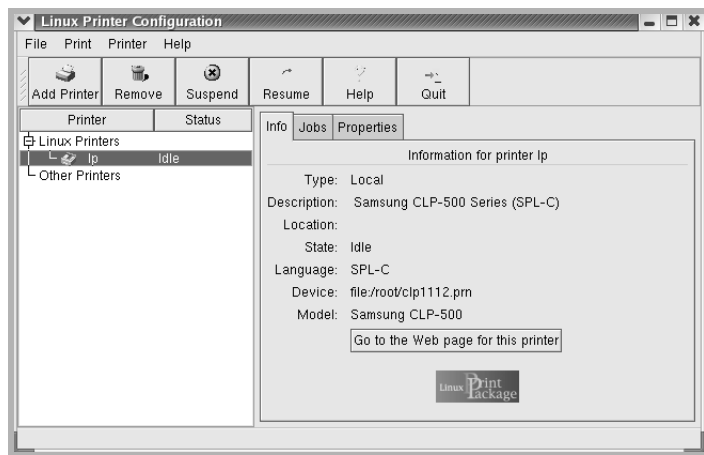 Linux Printer Configuration
File Print Printer Help
Add Printer Remove Suspend Resume Help Quit
Printer Status
Linux Printers
lp Idle
Other Printers
Info Jobs Properties
Information for printer lp
Type: Local
Description: Samsung CLP-500 Series (SPL-C)
Location:
State: Idle
Language: SPL-C
Device: file:/root/clp1112.prn
Model: Samsung CLP-500
Go to the Web page for this printer
Linux Print
Package